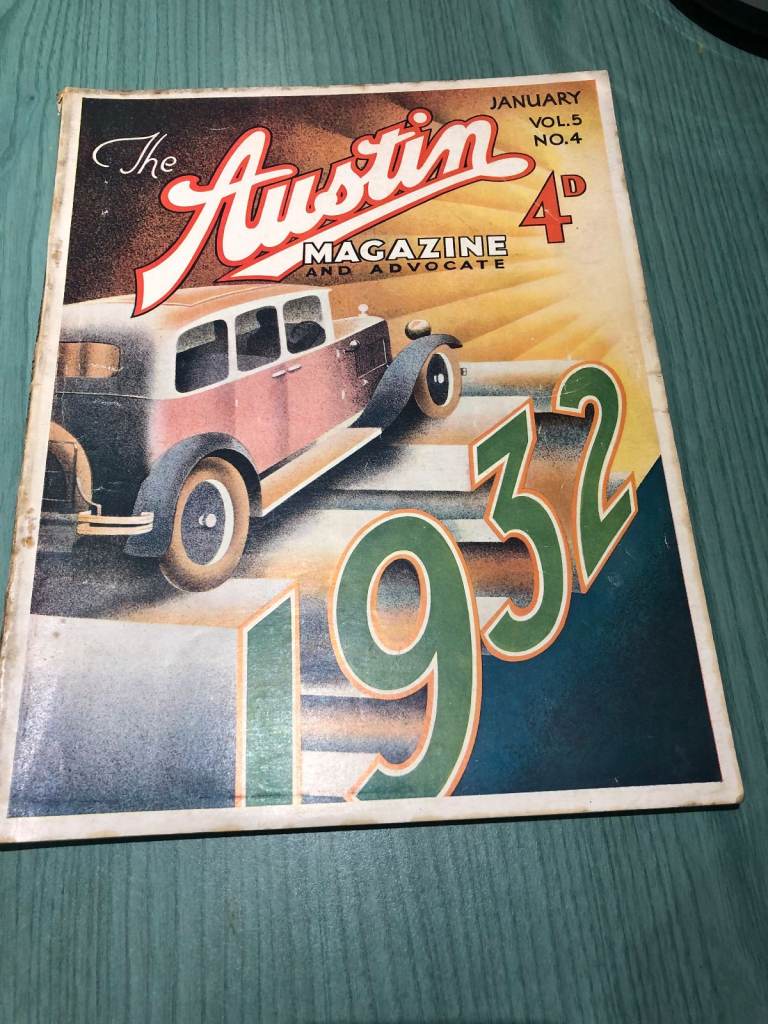 The Austin
MAGAZINE
AND ADVOCATE
JANUARY
VOL.5
NO.4
4D
1932